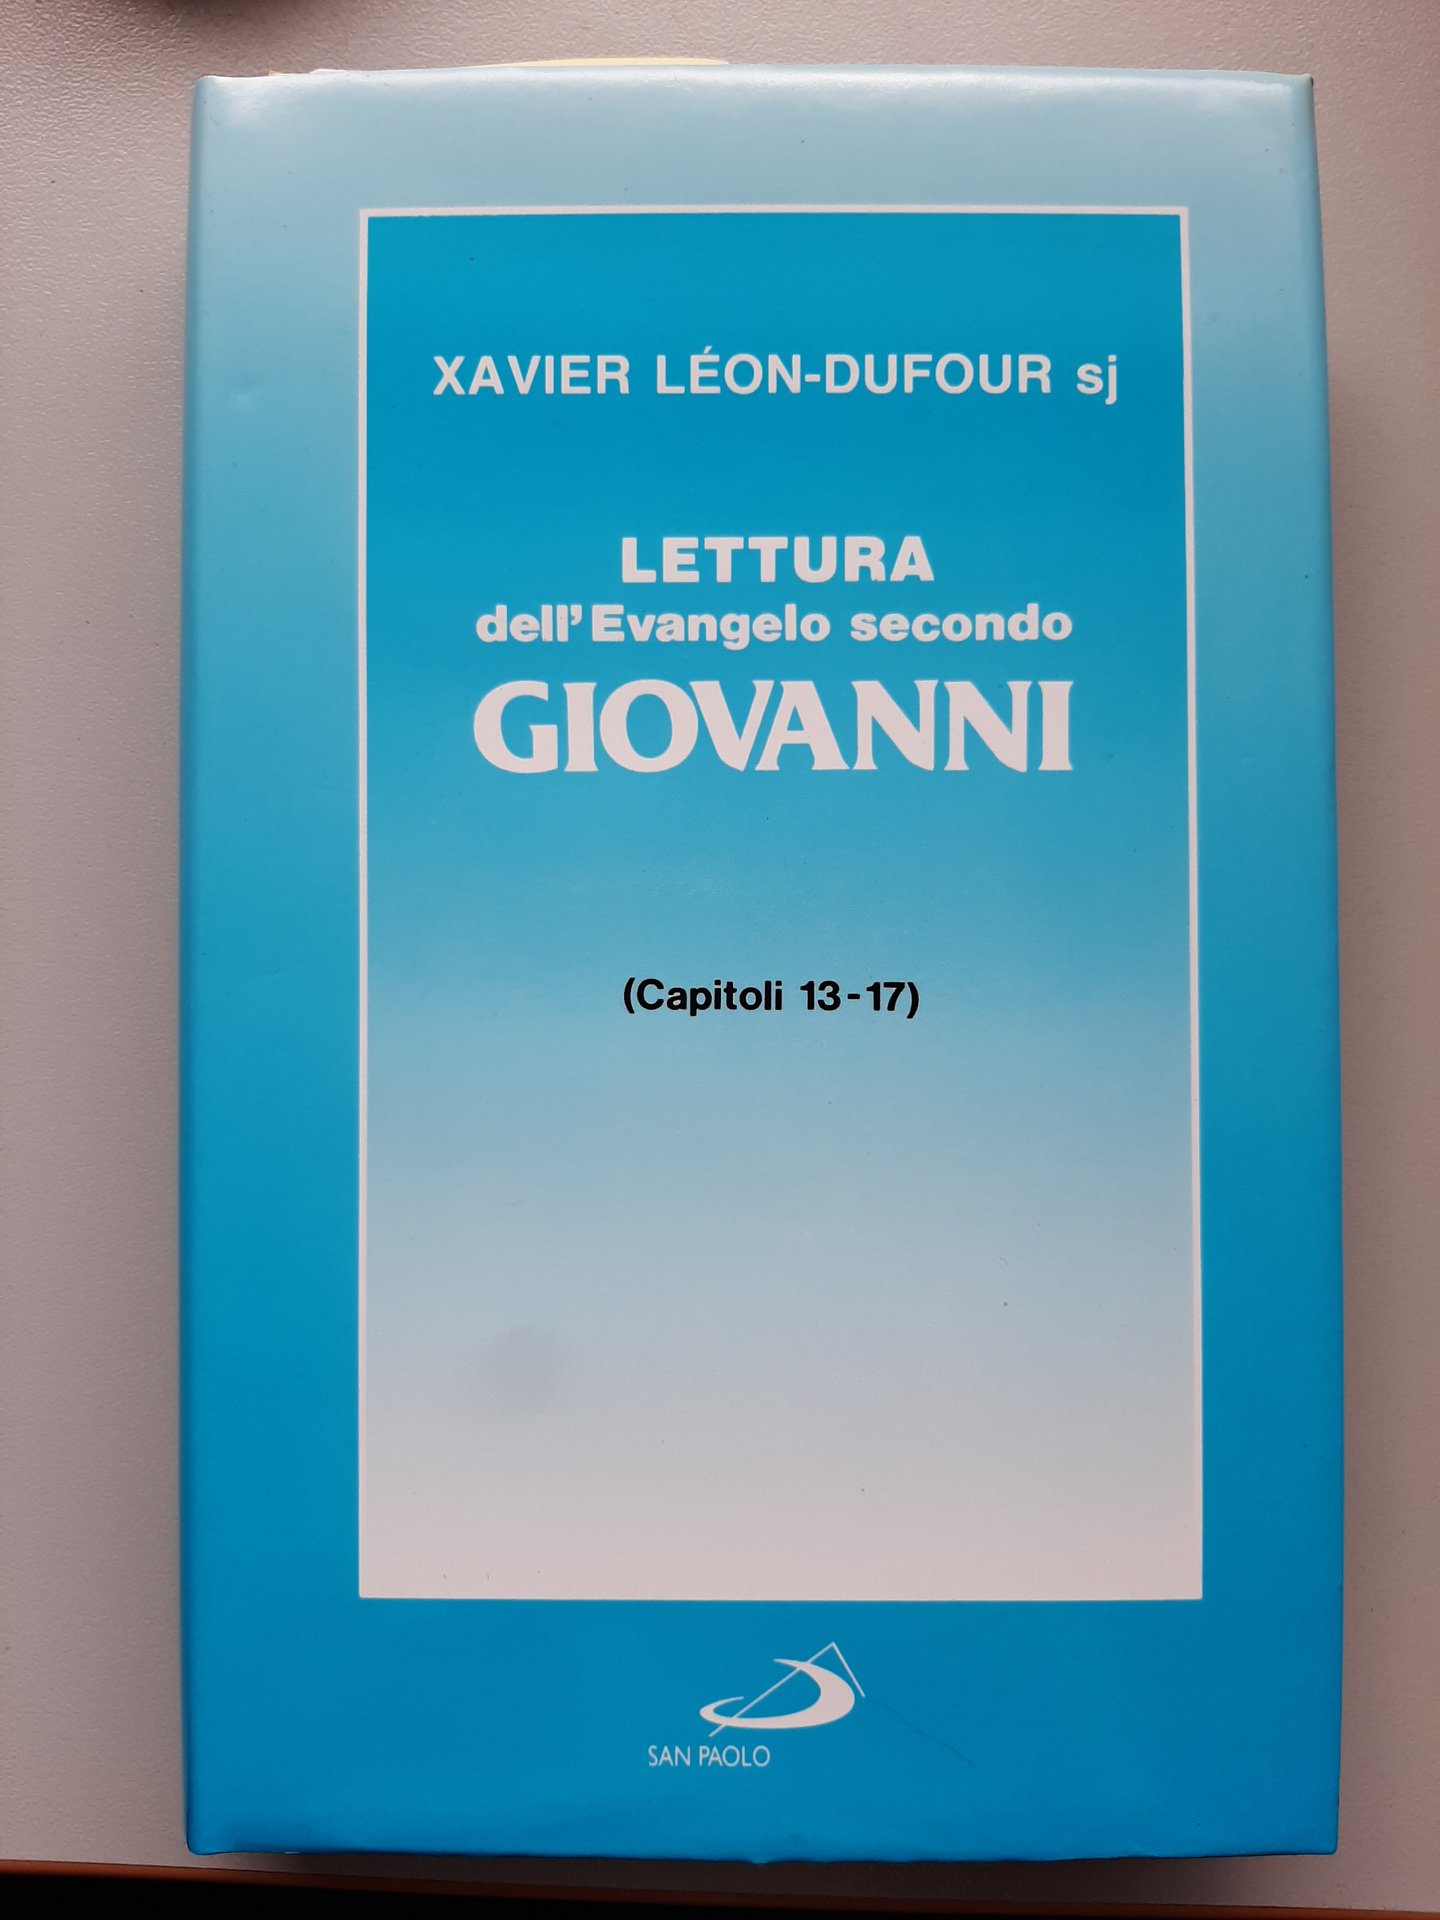 XAVIER LÉON-DUFOUR sj
LETTURA
dell'Evangelo secondo
GIOVANNI
(Capitoli 13-17)
SAN PAOLO